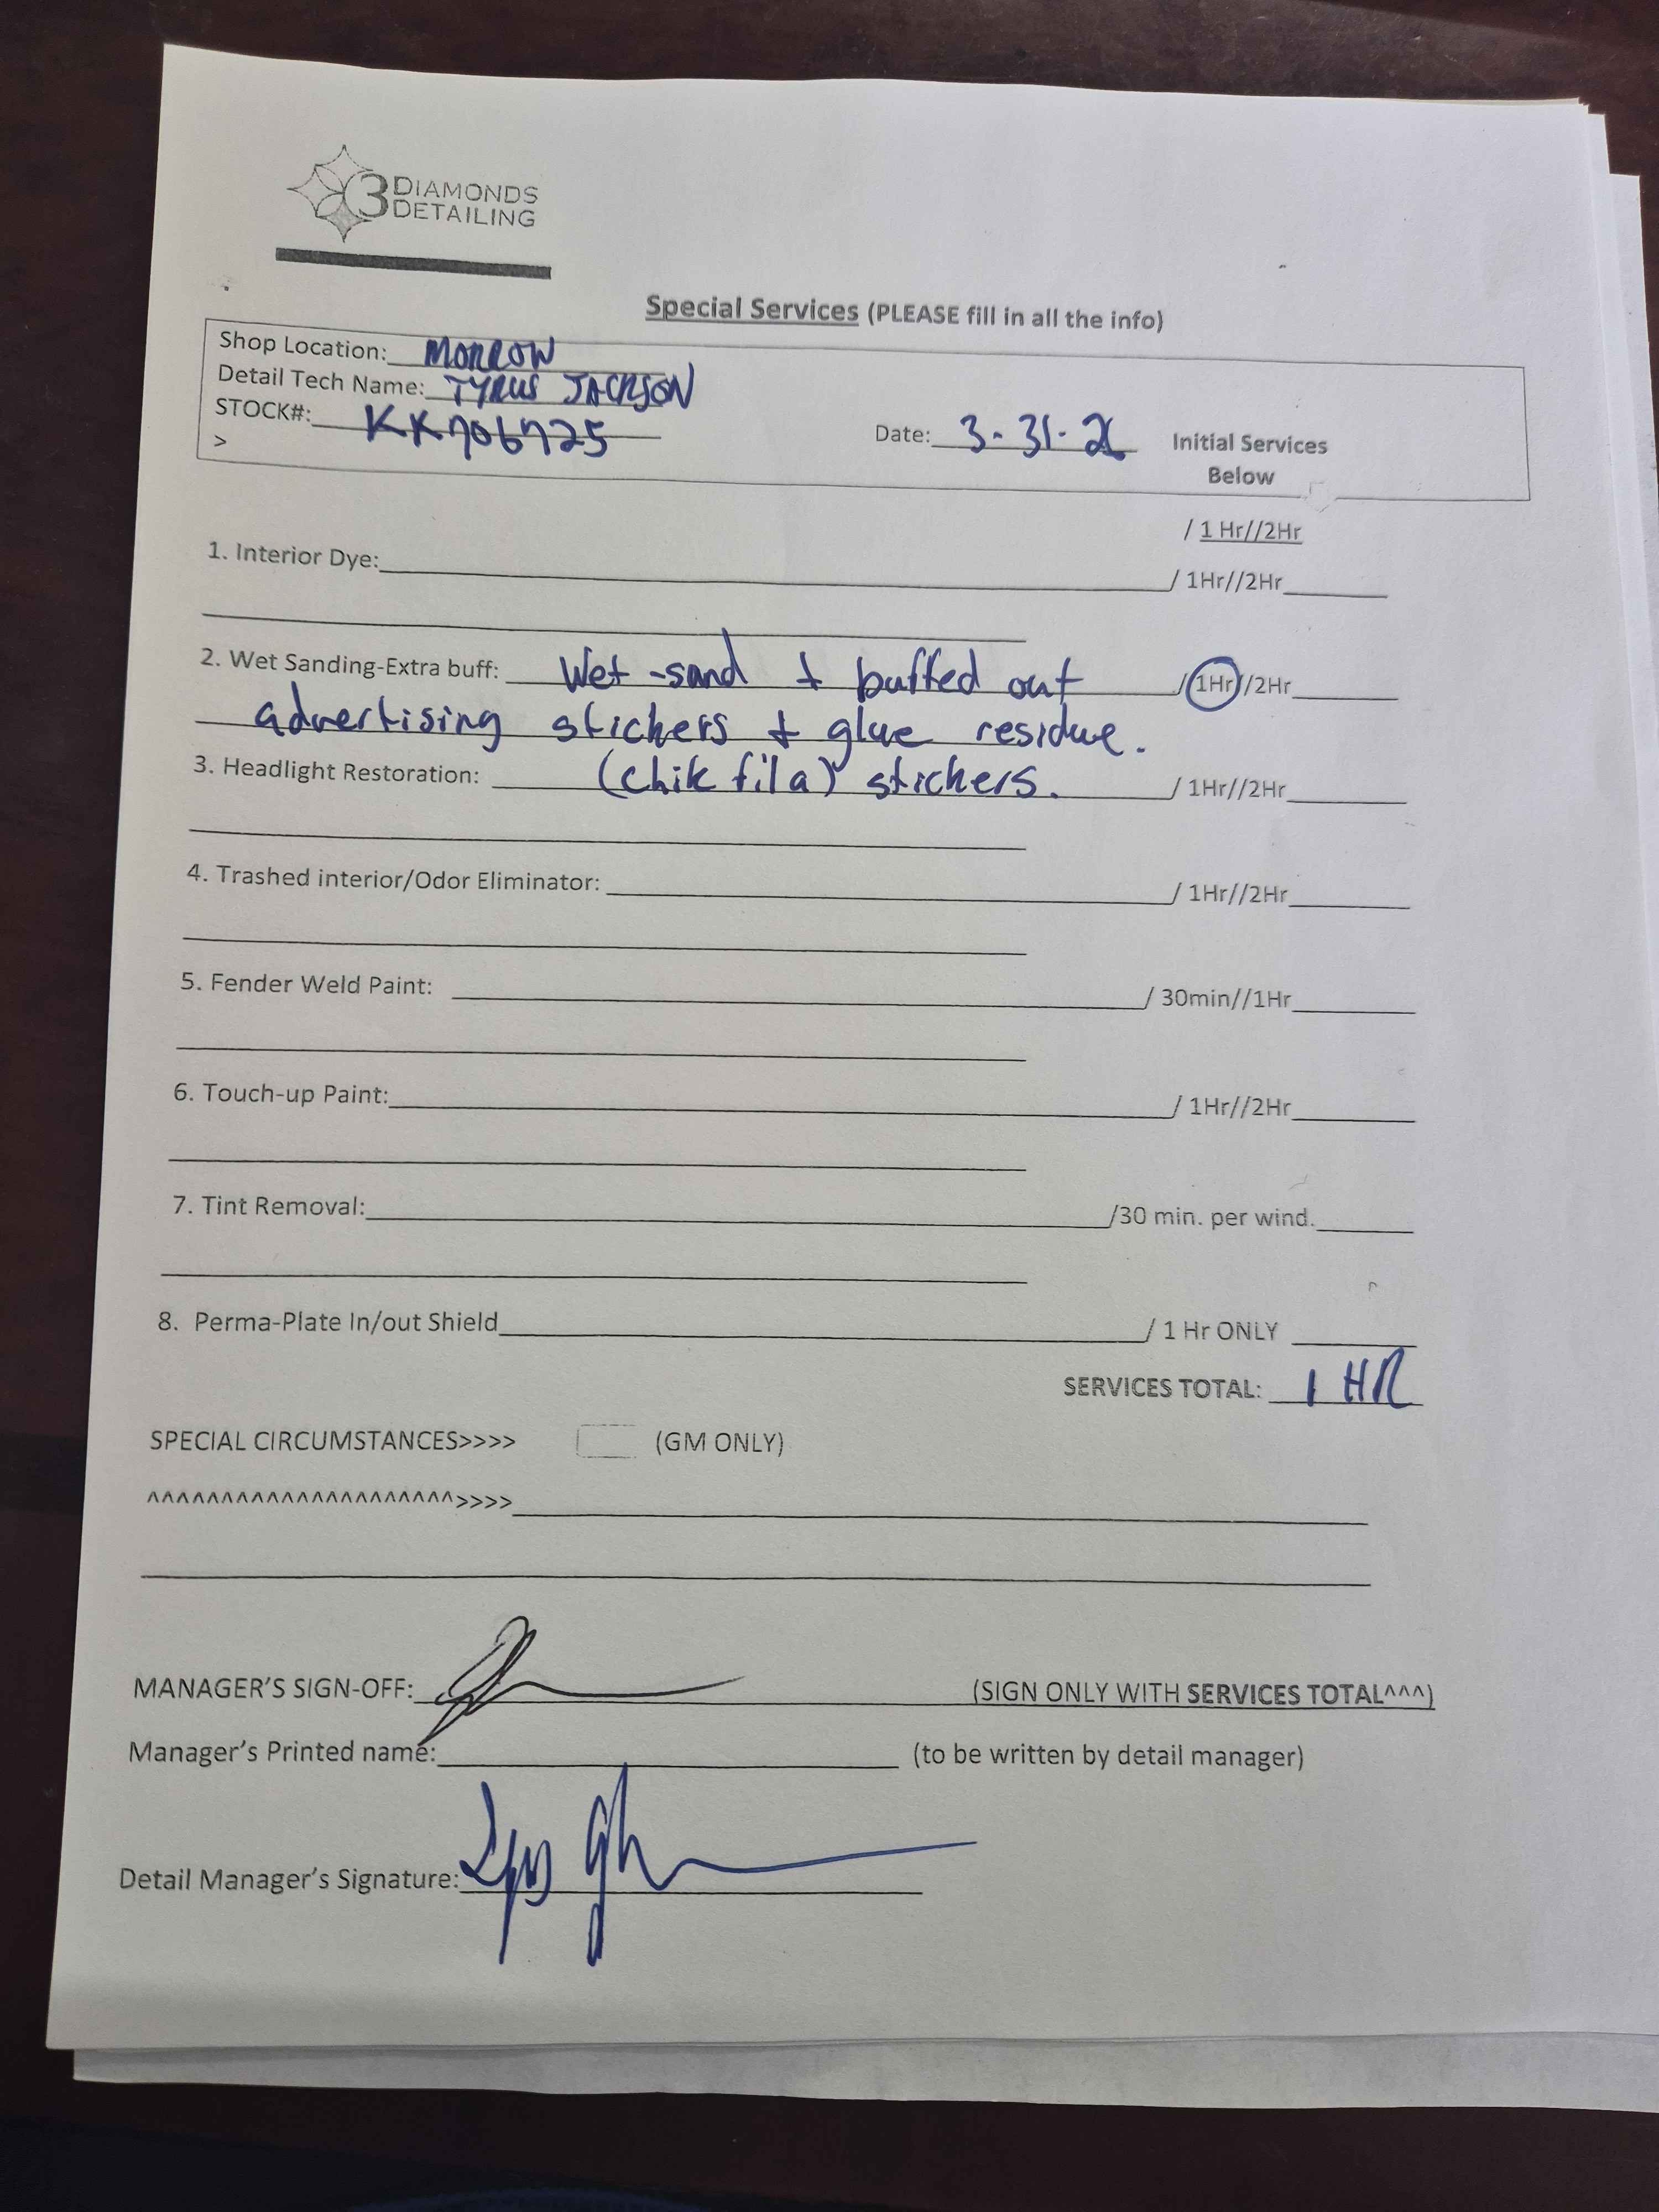 3 DIAMONDS
DETAILING
Special Services (PLEASE fill in all the info)
Shop Location: MORROW
Detail Tech Name: TYRUS JACKSON
STOCK#: KK706725
Date: 3-31-26
Initial Services
Below
>
/ 1 Hr//2Hr
1. Interior Dye: / 1Hr//2Hr
2. Wet Sanding-Extra buff: Wet-sand + buffed out / 1Hr//2Hr
advertising stickers + glue residue.
3. Headlight Restoration: (chik fil a) stickers. / 1Hr//2Hr
4. Trashed interior/Odor Eliminator: / 1Hr//2Hr
5. Fender Weld Paint: / 30min//1Hr
6. Touch-up Paint: / 1Hr//2Hr
7. Tint Removal: /30 min. per wind.
8. Perma-Plate In/out Shield / 1 Hr ONLY
SERVICES TOTAL: 1 HR
SPECIAL CIRCUMSTANCES>>>> (GM ONLY)
^^^^^^^^^^^^^^^^^^^^^>>>>
MANAGER'S SIGN-OFF: (SIGN ONLY WITH SERVICES TOTAL^^^)
Manager's Printed name: (to be written by detail manager)
Detail Manager's Signature: